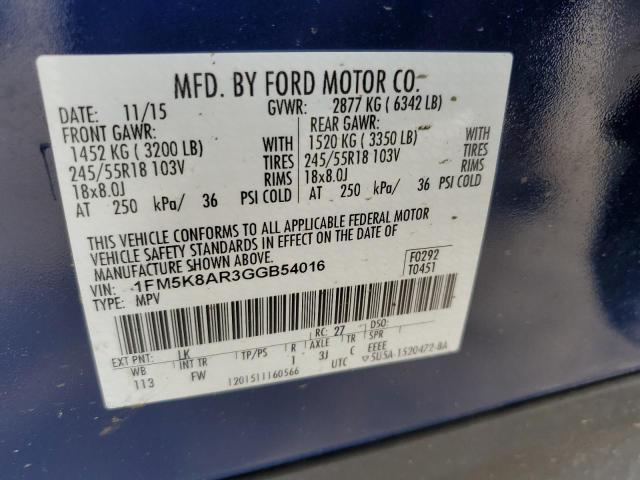 MFD. BY FORD MOTOR CO.
DATE: 11/15 GVWR: 2877 KG ( 6342 LB)
FRONT GAWR: REAR GAWR:
1452 KG ( 3200 LB) WITH 1520 KG ( 3350 LB) WITH
245/55R18 103V TIRES 245/55R18 103V TIRES
18x8.0J RIMS 18x8.0J RIMS
AT 250 kPa/ 36 PSI COLD AT 250 kPa/ 36 PSI COLD
THIS VEHICLE CONFORMS TO ALL APPLICABLE FEDERAL MOTOR
VEHICLE SAFETY STANDARDS IN EFFECT ON THE DATE OF
MANUFACTURE SHOWN ABOVE.
VIN: 1FM5K8AR3GGB54016 F0292
TYPE: MPV T0451
EXT PNT: LK RC: 27 DSO:
WB INT TR TP/PS R AXLE TR SPR
113 FW 1 3J C EEEE
1201511160566 UTC 5U5A-1520472-BA